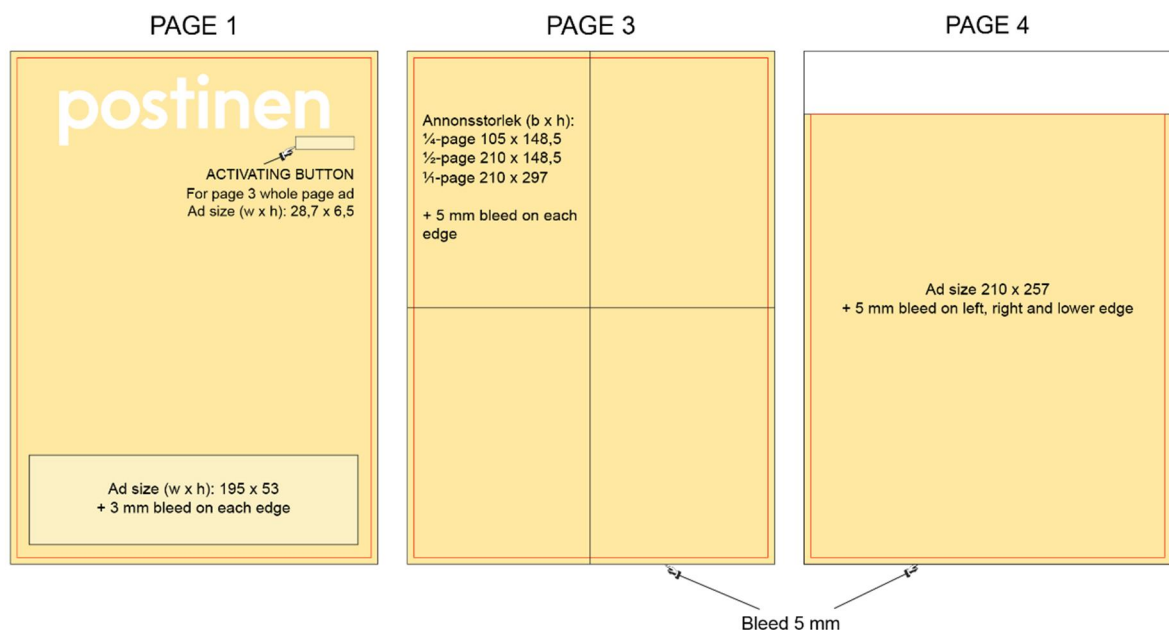 PAGE 1
postinen
ACTIVATING BUTTON
For page 3 whole page ad
Ad size (w x h): 28,7 x 6,5
Ad size (w x h): 195 x 53
+ 3 mm bleed on each edge
PAGE 3
Annonsstorlek (b x h):
¼-page 105 x 148,5
½-page 210 x 148,5
¹⁄₁-page 210 x 297
+ 5 mm bleed on each
edge
PAGE 4
Ad size 210 x 257
+ 5 mm bleed on left, right and lower edge
Bleed 5 mm